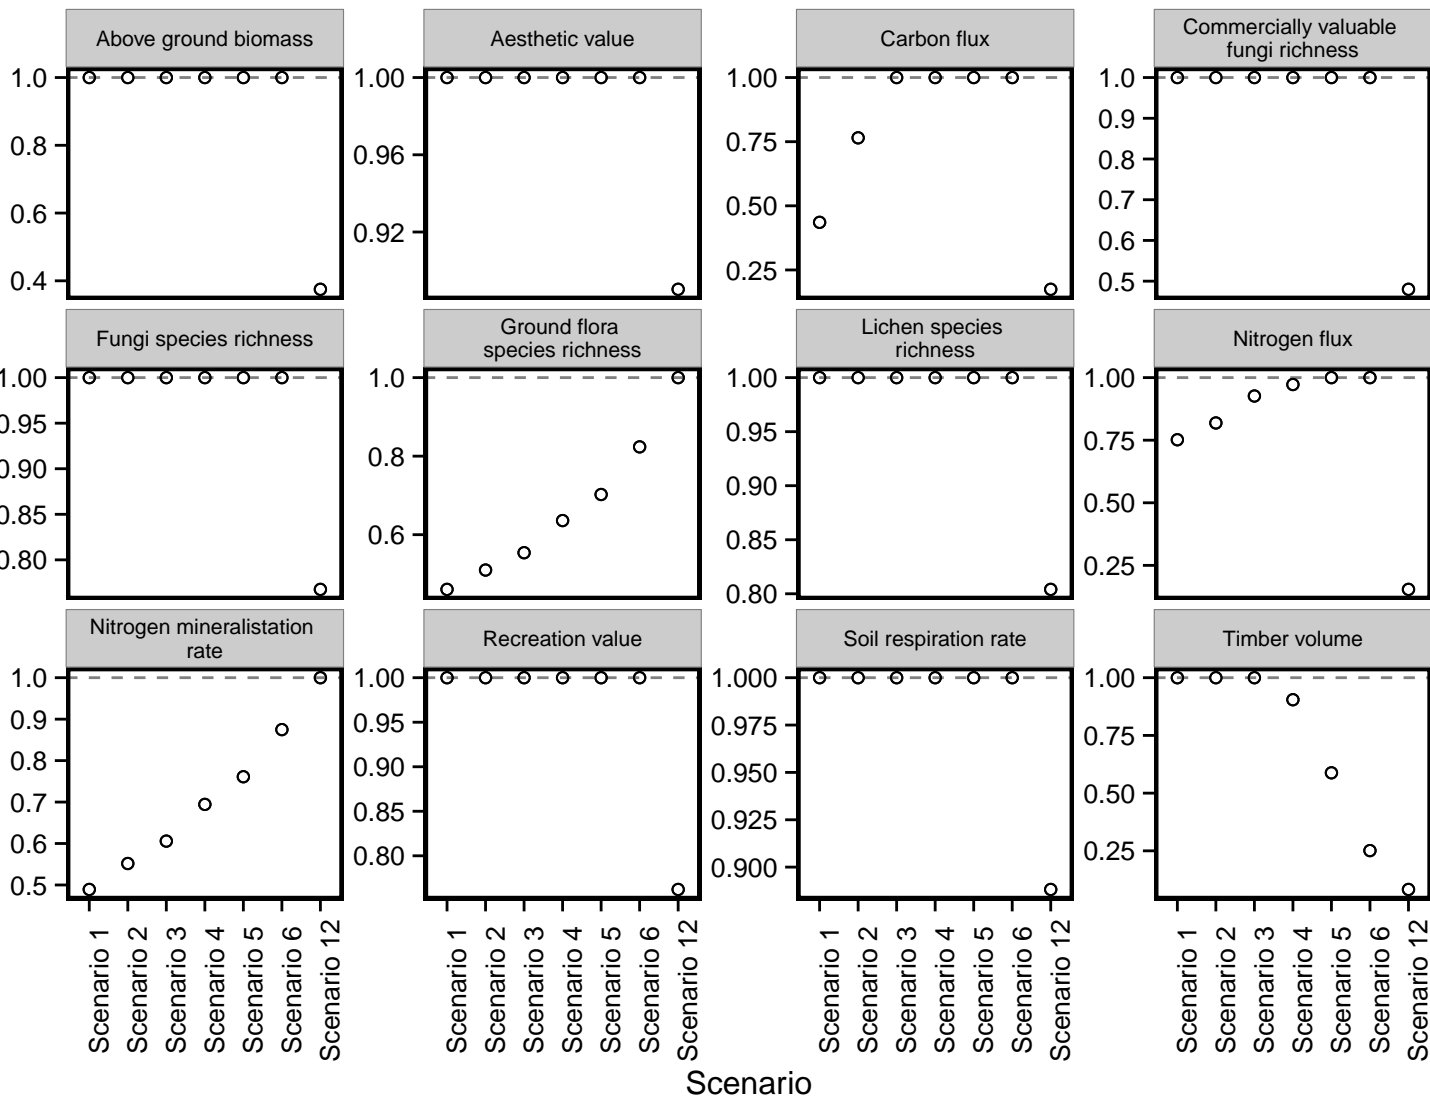 Above ground biomass
Aesthetic value
Carbon flux
Commercially valuable
fungi richness
1.0
0.8
0.6
0.4
1.00
0.96
0.92
1.00
0.75
0.50
0.25
1.0
0.9
0.8
0.7
0.6
0.5
Fungi species richness
Ground flora
species richness
Lichen species
richness
Nitrogen flux
1.00
0.95
0.90
0.85
0.80
1.0
0.8
0.6
1.00
0.95
0.90
0.85
0.80
1.00
0.75
0.50
0.25
Nitrogen mineralistation
rate
Recreation value
Soil respiration rate
Timber volume
1.0
0.9
0.8
0.7
0.6
0.5
1.00
0.95
0.90
0.85
0.80
1.000
0.975
0.950
0.925
0.900
1.00
0.75
0.50
0.25
Scenario 1
Scenario 2
Scenario 3
Scenario 4
Scenario 5
Scenario 6
Scenario 12
Scenario 1
Scenario 2
Scenario 3
Scenario 4
Scenario 5
Scenario 6
Scenario 12
Scenario 1
Scenario 2
Scenario 3
Scenario 4
Scenario 5
Scenario 6
Scenario 12
Scenario 1
Scenario 2
Scenario 3
Scenario 4
Scenario 5
Scenario 6
Scenario 12
Scenario